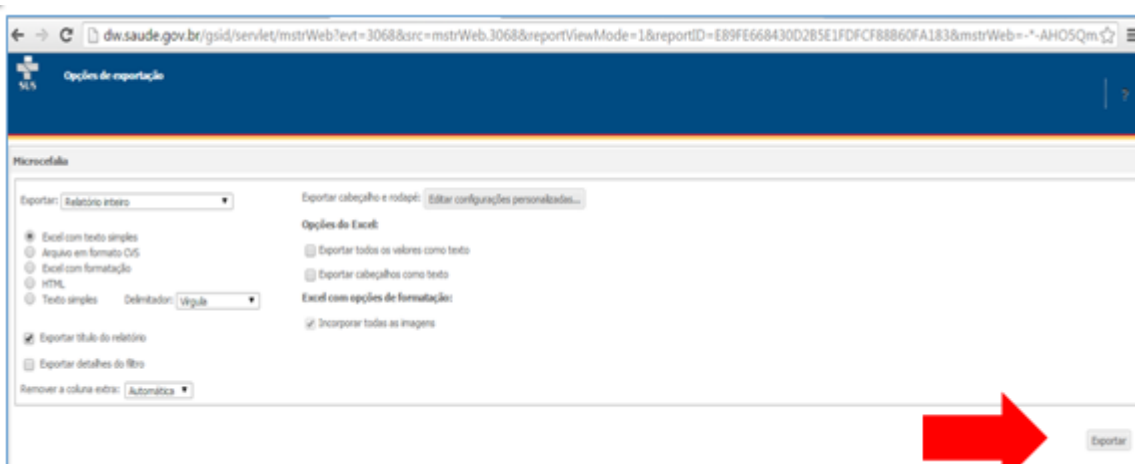 dw.saude.gov.br/gsid/servlet/mstrWeb?evt=3068&src=mstrWeb.3068&reportViewMode=1&reportID=E89FE668430D2B5E1FDFCF88B60FA183&mstrWeb=-*-AHO5Qm
SUS
Opções de exportação
?
Microcefalia
Exportar: Relatório inteiro
Exportar cabeçalho e rodapé: Editar configurações personalizadas...
Opções do Excel:
Excel com texto simples
Exportar todos os valores como texto
Arquivo em formato CVS
Excel com formatação
Exportar cabeçalhos como texto
HTML
Texto simples Delimitador: Vírgula
Excel com opções de formatação:
Incorporar todas as imagens
Exportar título do relatório
Exportar detalhes do filtro
Remover a coluna extra: Automática
Exportar